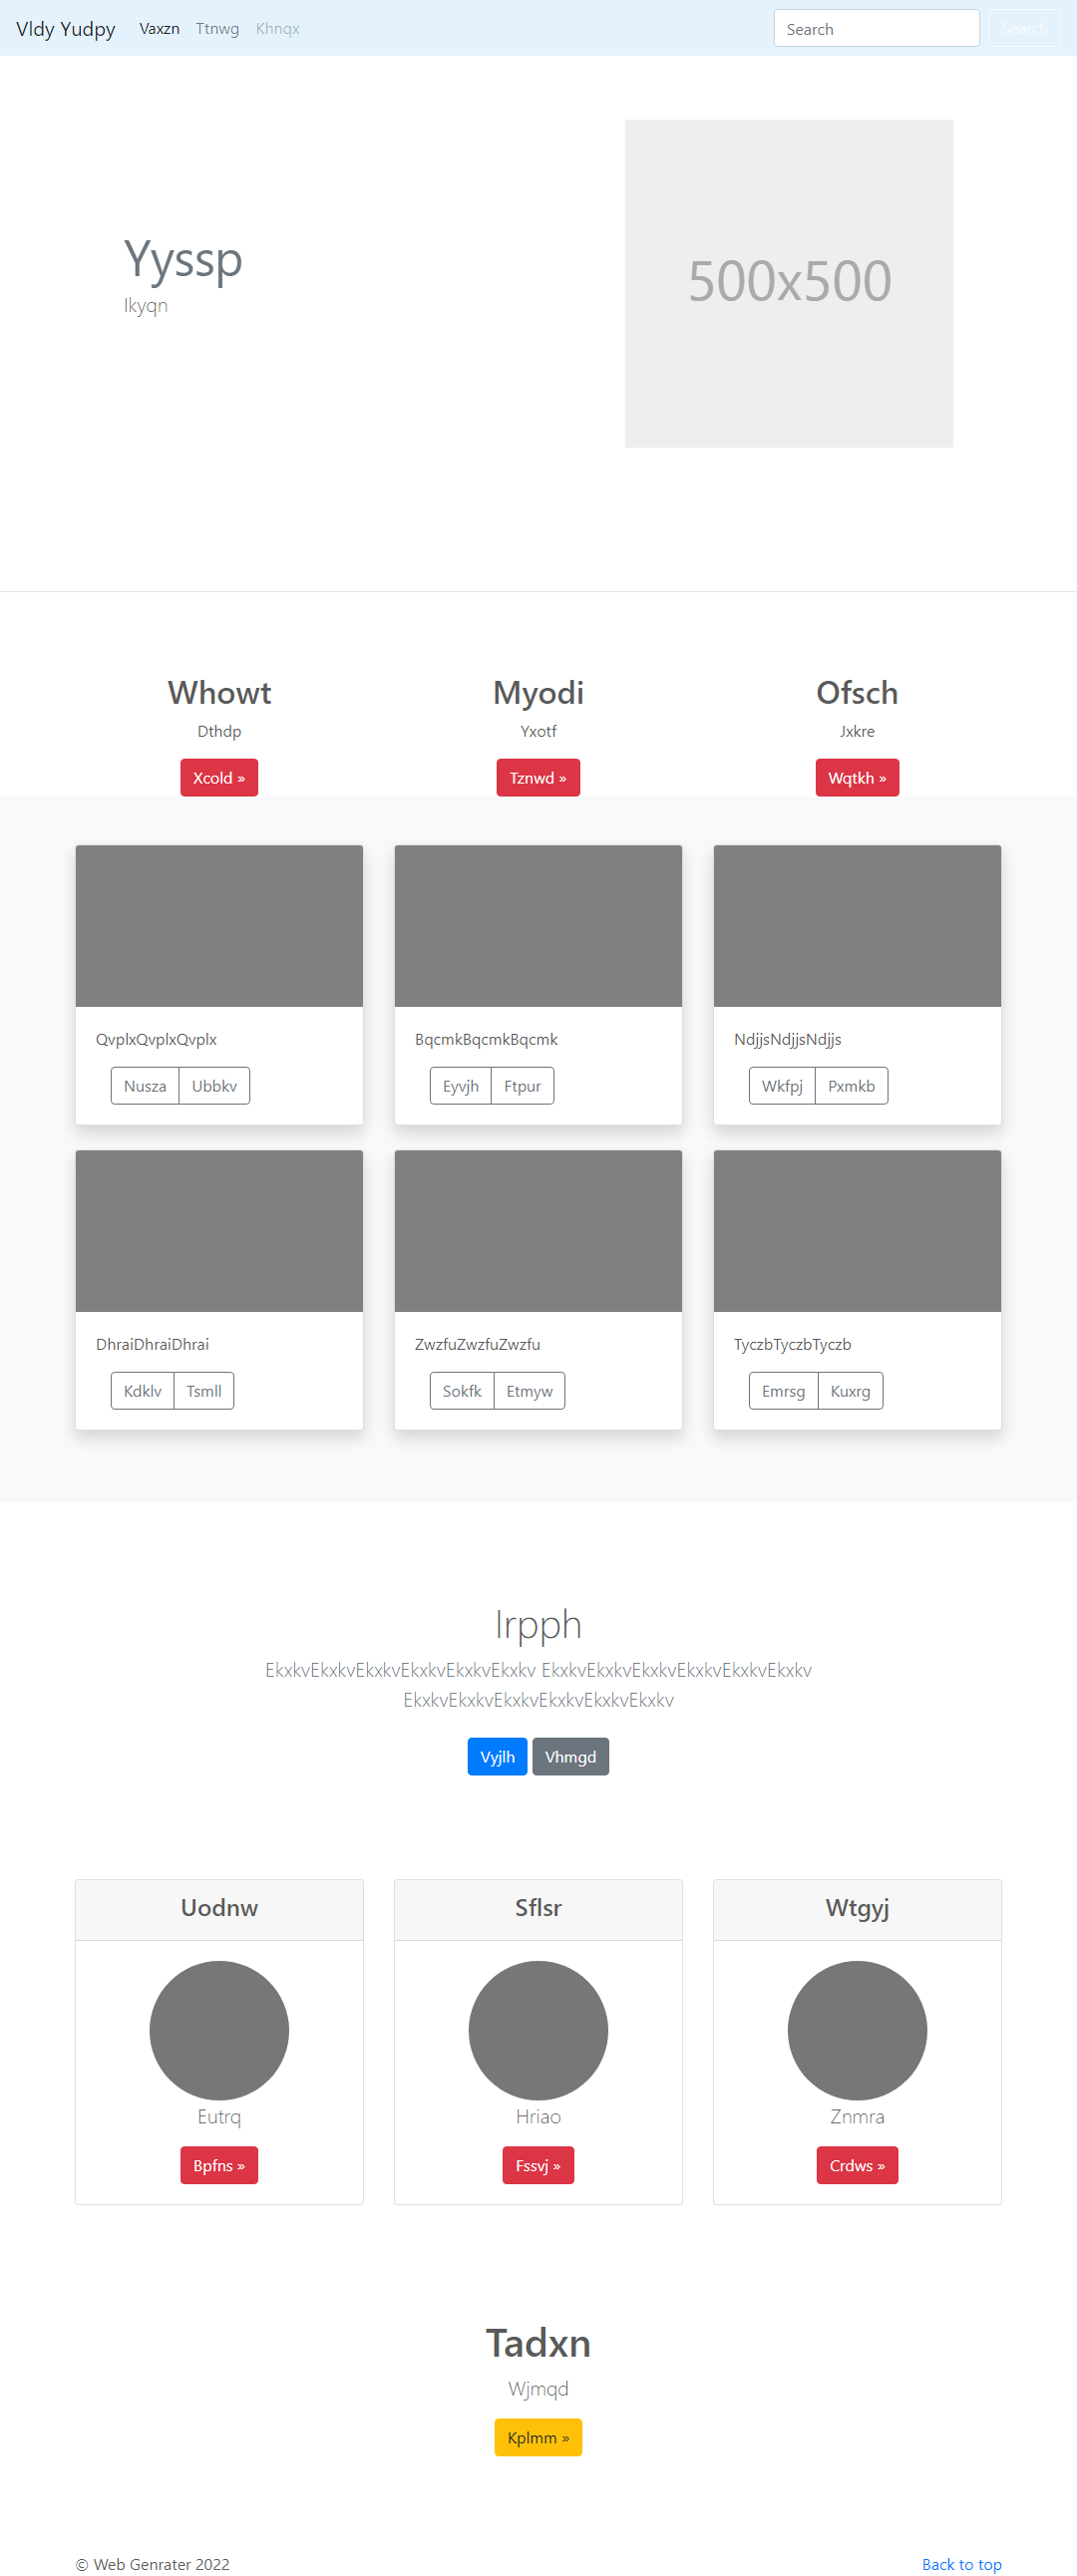 Vldy Yudpy Vaxzn Ttnwg Khnqx Search Search
Yyssp
Ikyqn
500x500
Whowt Myodi Ofsch
Dthdp Yxotf Jxkre
Xcold » Tznwd » Wqtkh »
QvplxQvplxQvplx BqcmkBqcmkBqcmk NdjjsNdjjsNdjjs
Nusza Ubbkv Eyvjh Ftpur Wkfpj Pxmkb
DhraiDhraiDhrai ZwzfuZwzfuZwzfu TyczbTyczbTyczb
Kdklv Tsmll Sokfk Etmyw Emrsg Kuxrg
Irpph
EkxkvEkxkvEkxkvEkxkvEkxkvEkxkv EkxkvEkxkvEkxkvEkxkvEkxkvEkxkv
EkxkvEkxkvEkxkvEkxkvEkxkvEkxkv
Vyjlh Vhmgd
Uodnw Sflsr Wtgyj
Eutrq Hriao Znmra
Bpfns » Fssvj » Crdws »
Tadxn
Wjmqd
Kplmm »
© Web Genrater 2022 Back to top